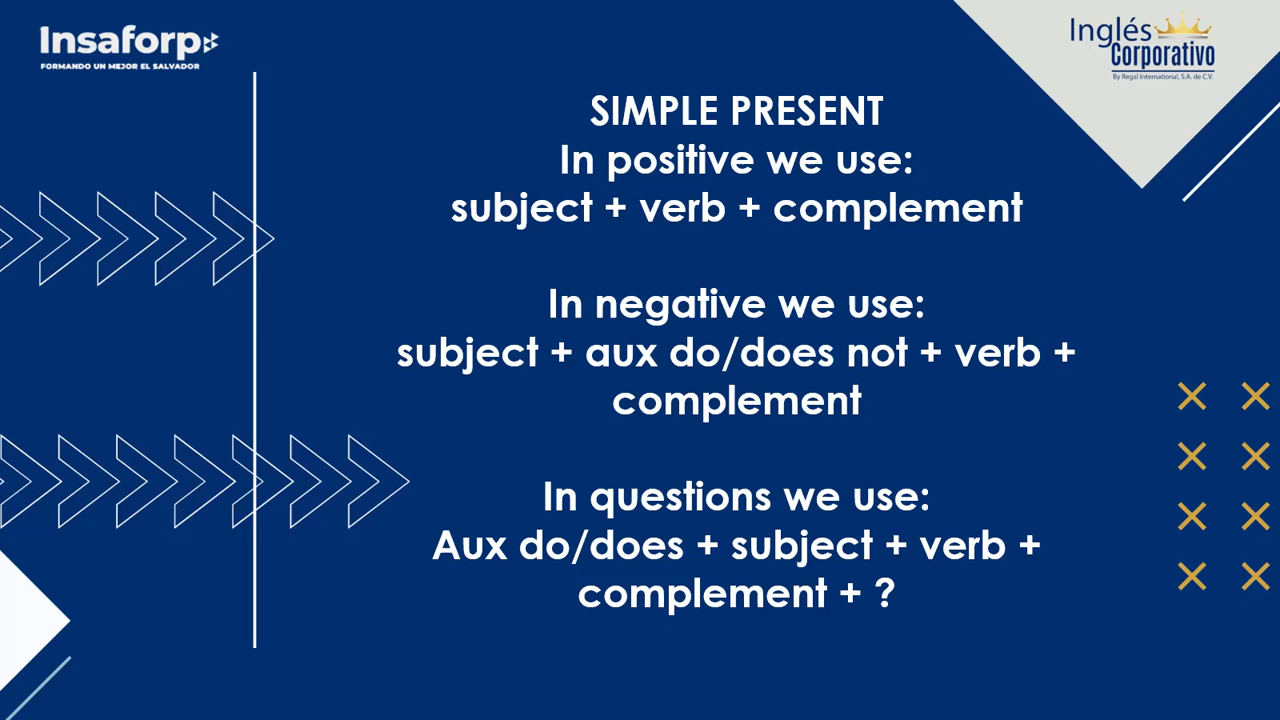 Insaforp
FORMANDO UN MEJOR EL SALVADOR
Inglés
Corporativo
By Regal International, S.A. de C.V.
SIMPLE PRESENT
In positive we use:
subject + verb + complement
In negative we use:
subject + aux do/does not + verb +
complement
In questions we use:
Aux do/does + subject + verb +
complement + ?